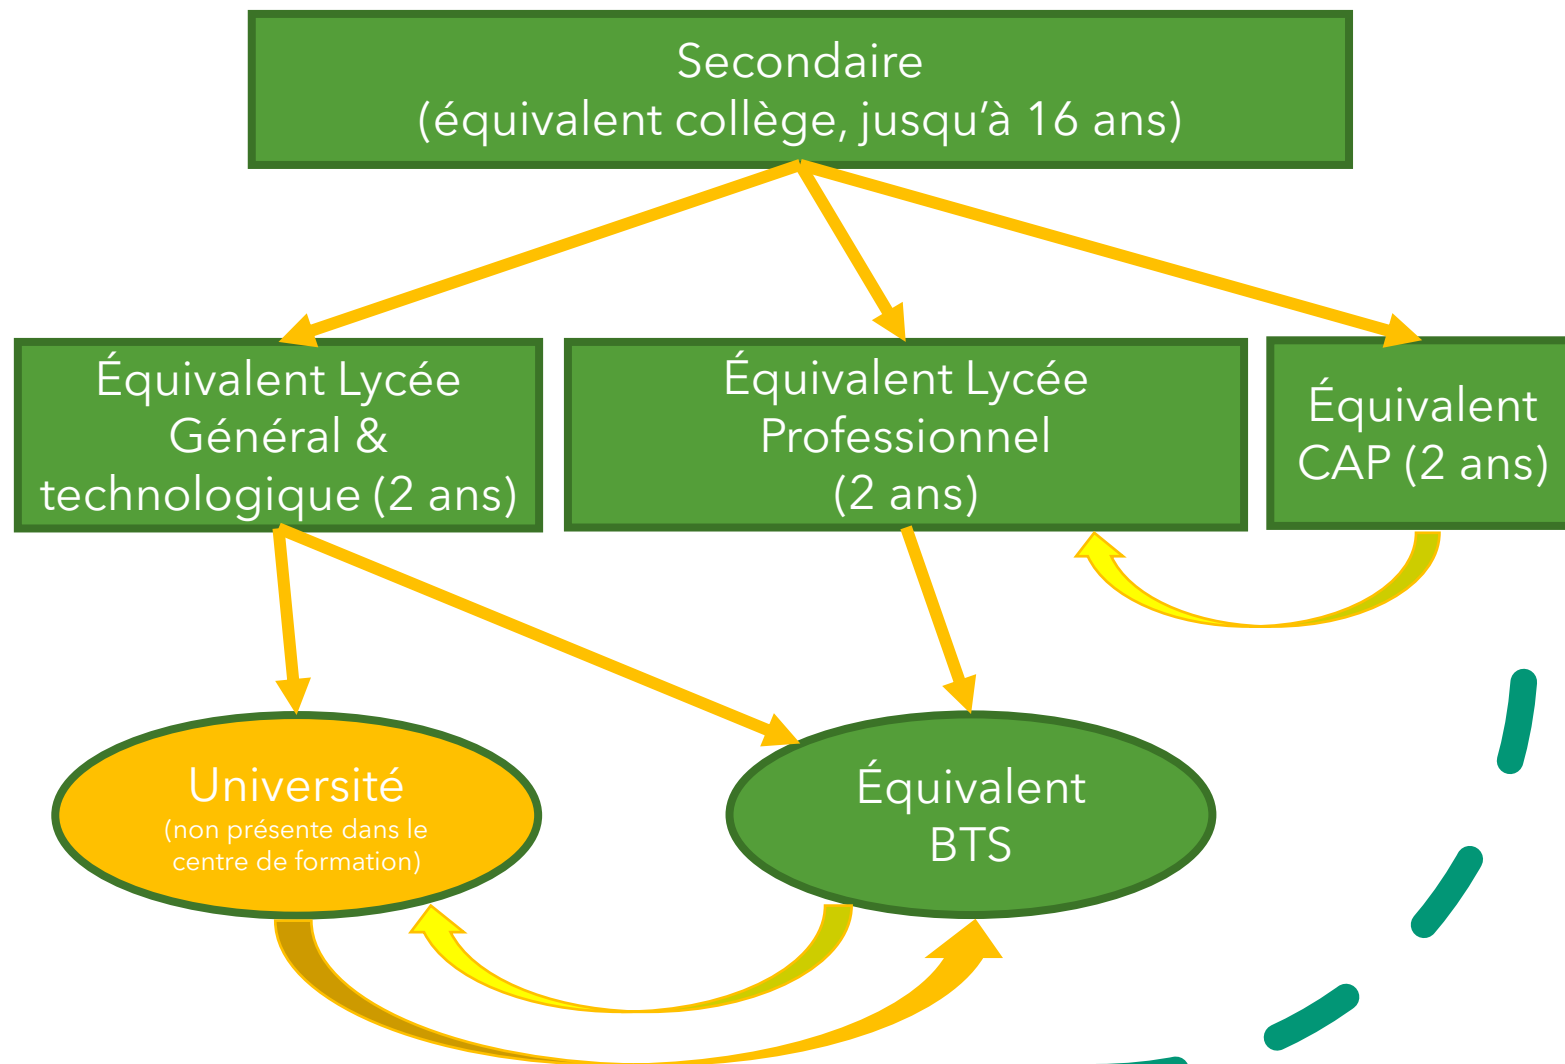 Secondaire
(équivalent collège, jusqu’à 16 ans)
Équivalent Lycée
Général &
technologique (2 ans)
Équivalent Lycée
Professionnel
(2 ans)
Équivalent
CAP (2 ans)
Université
(non présente dans le
centre de formation)
Équivalent
BTS